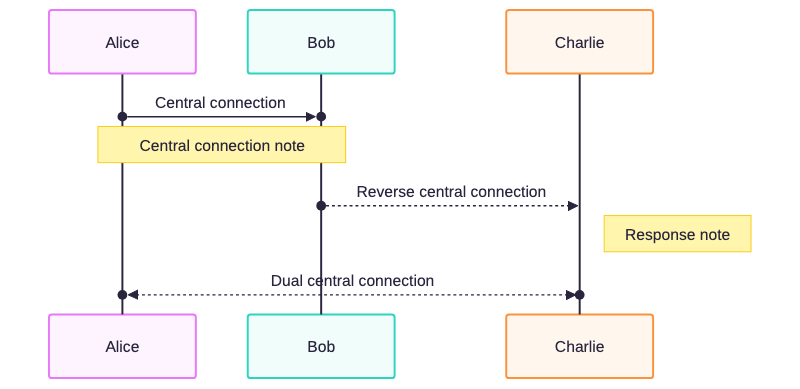 Alice
Bob
Charlie
Central connection
Central connection note
Reverse central connection
Response note
Dual central connection
Alice
Bob
Charlie